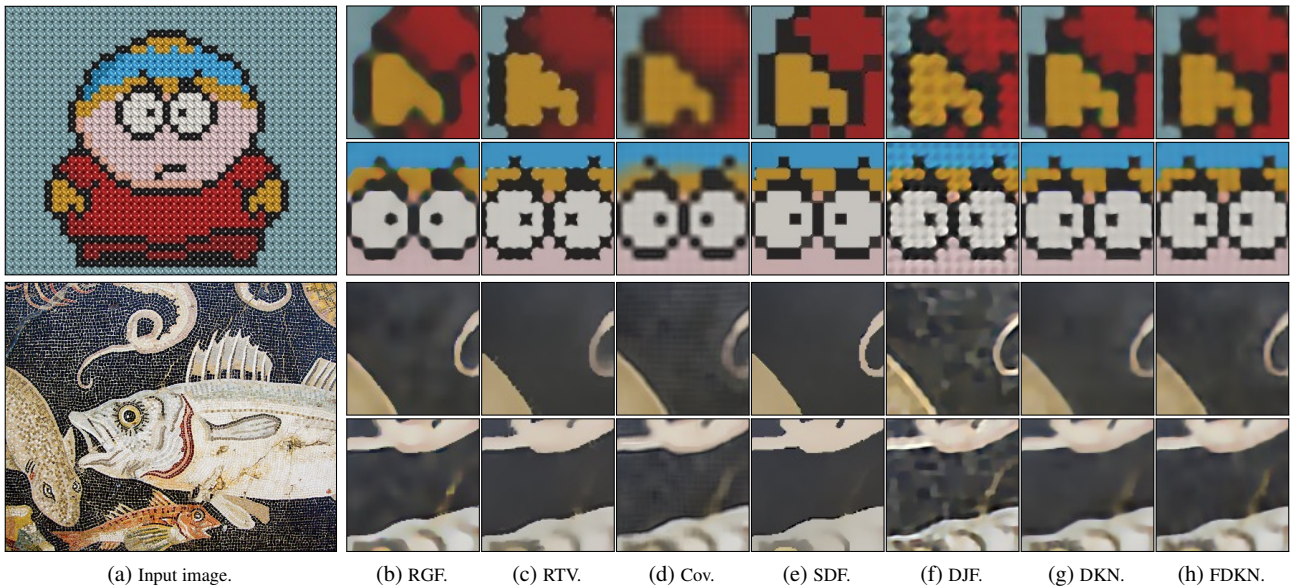 (a) Input image. (b) RGF. (c) RTV. (d) Cov. (e) SDF. (f) DJF. (g) DKN. (h) FDKN.